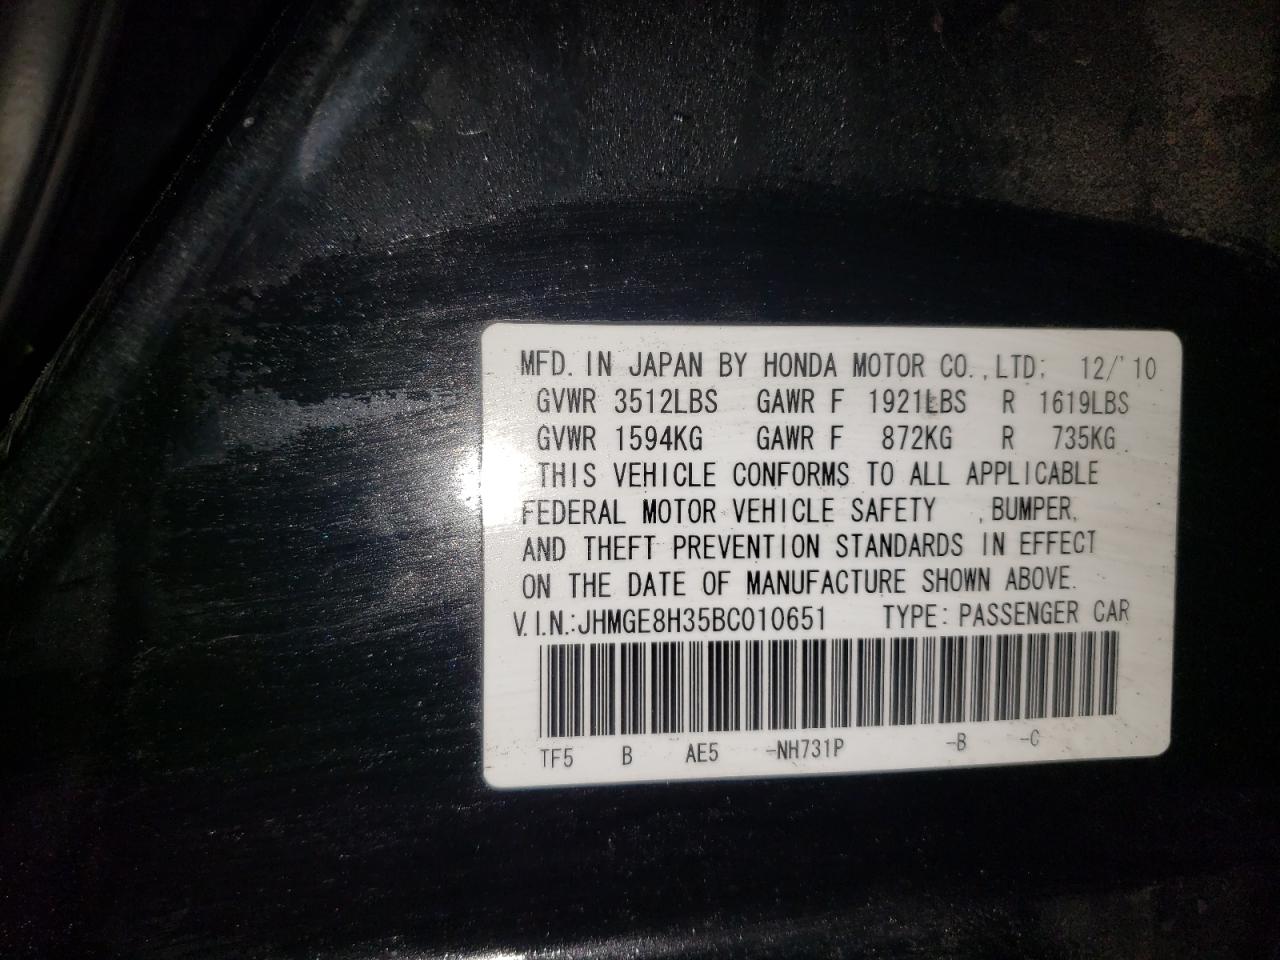 MFD. IN JAPAN BY HONDA MOTOR CO., LTD; 12/'10
GVWR 3512LBS GAWR F 1921LBS R 1619LBS
GVWR 1594KG GAWR F 872KG R 735KG
THIS VEHICLE CONFORMS TO ALL APPLICABLE
FEDERAL MOTOR VEHICLE SAFETY , BUMPER,
AND THEFT PREVENTION STANDARDS IN EFFECT
ON THE DATE OF MANUFACTURE SHOWN ABOVE.
V.I.N.:JHMGE8H35BC010651 TYPE: PASSENGER CAR
TF5 B AE5 -NH731P -B -C